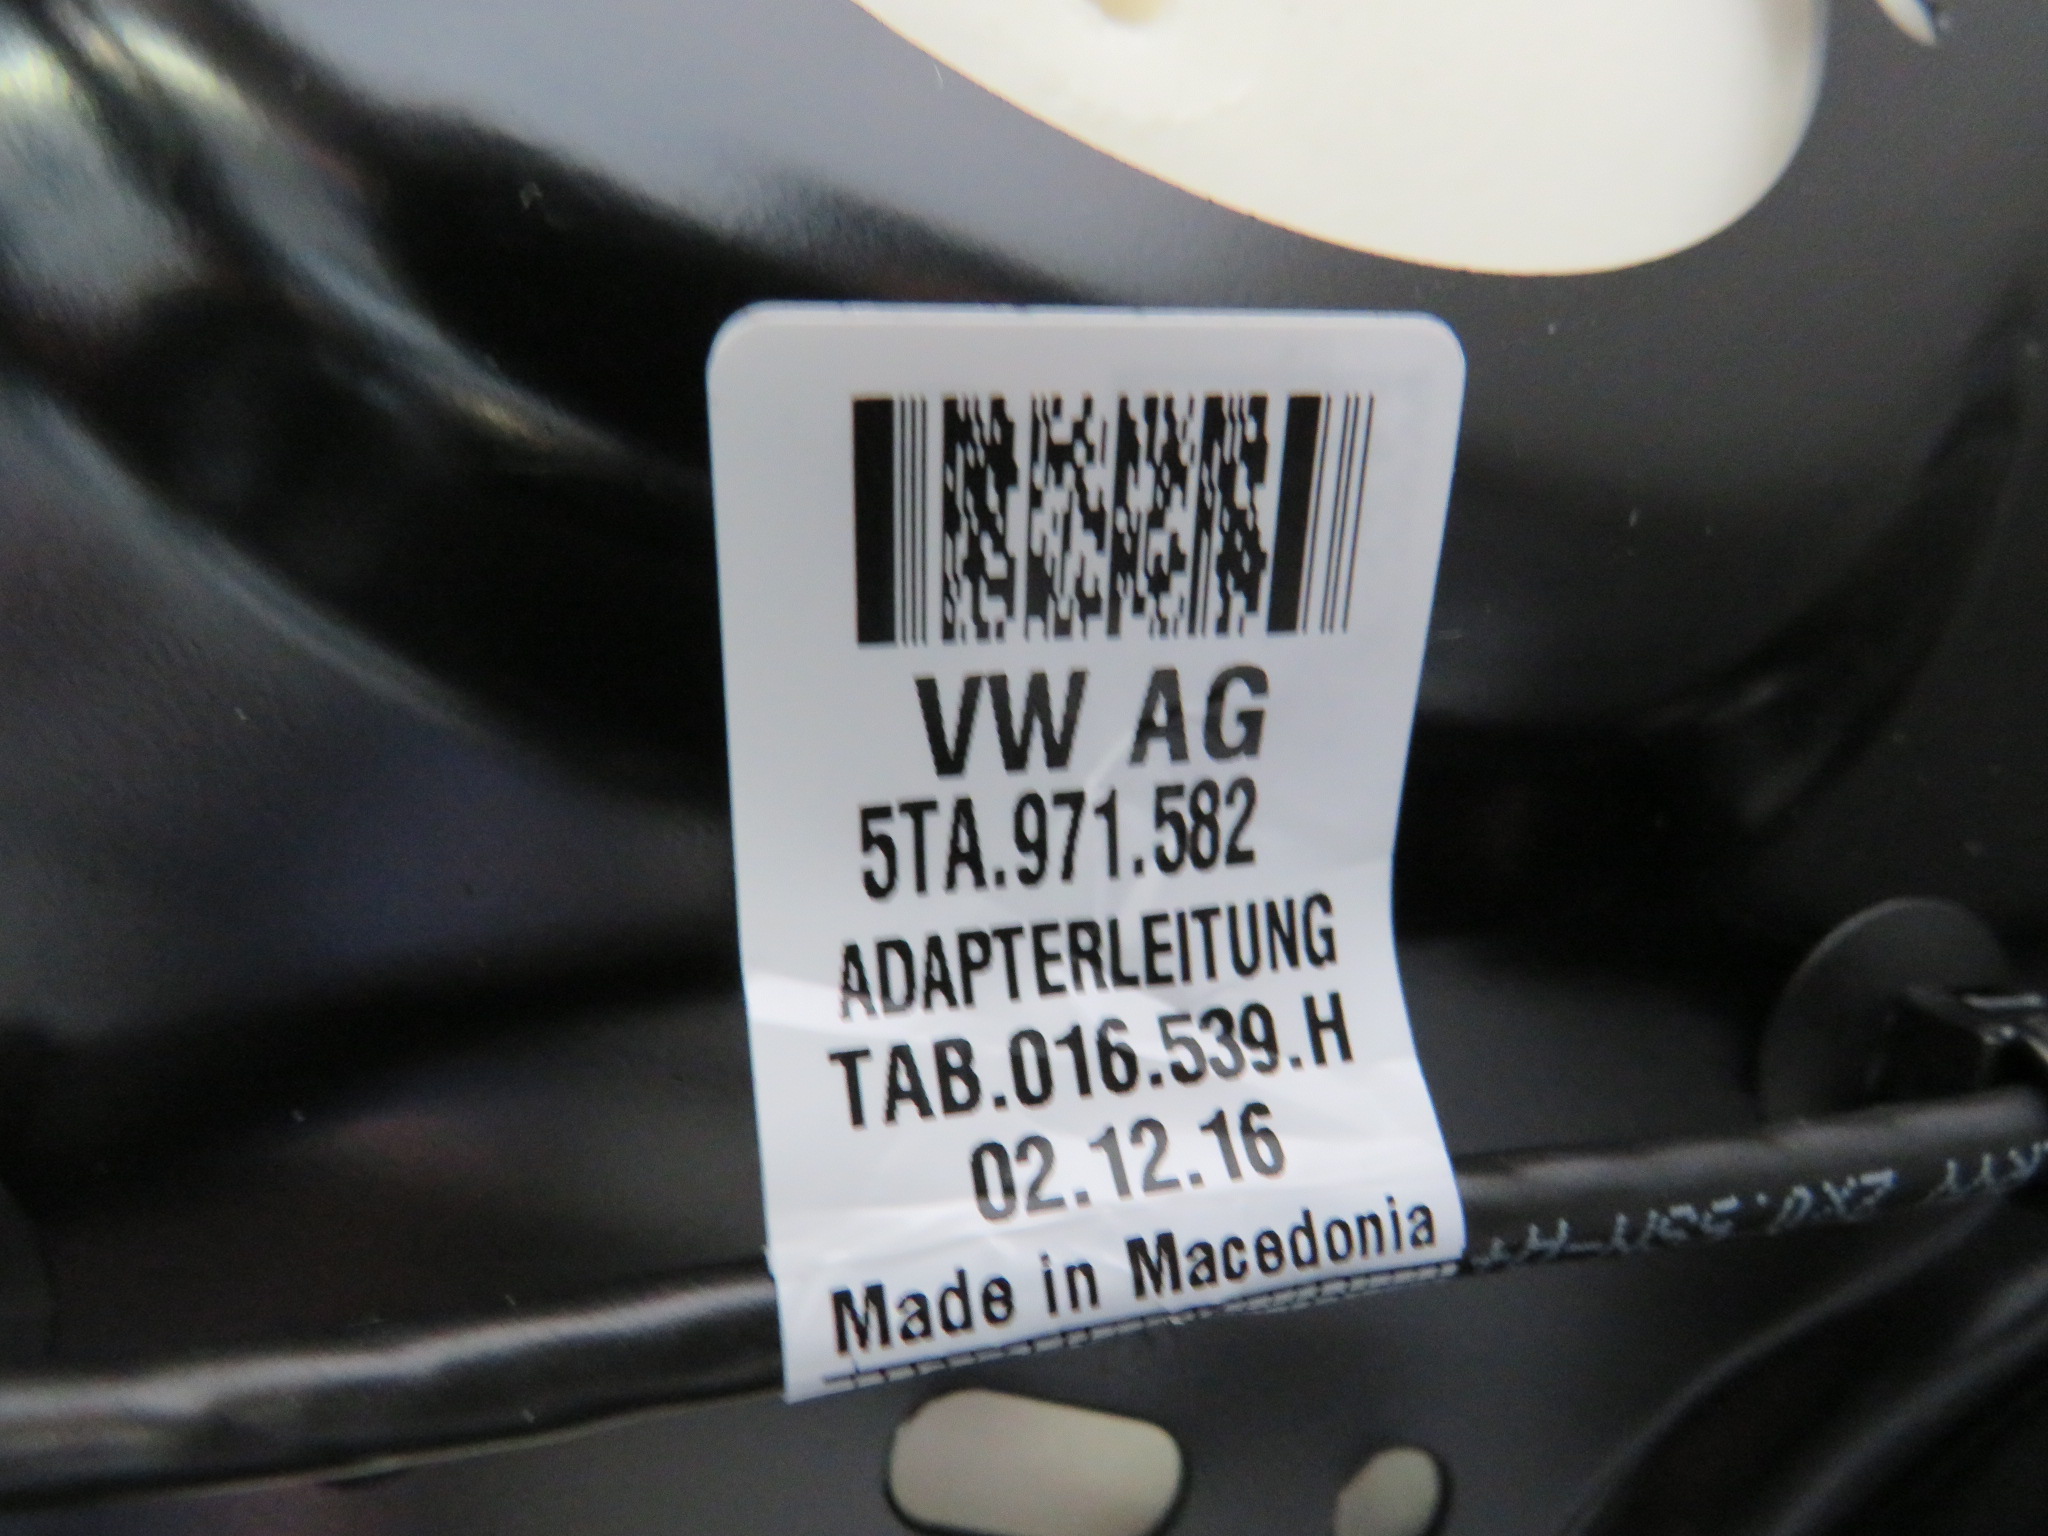 VW AG
5TA.971.582
ADAPTERLEITUNG
TAB.016.539.H
02.12.16
Made in Macedonia